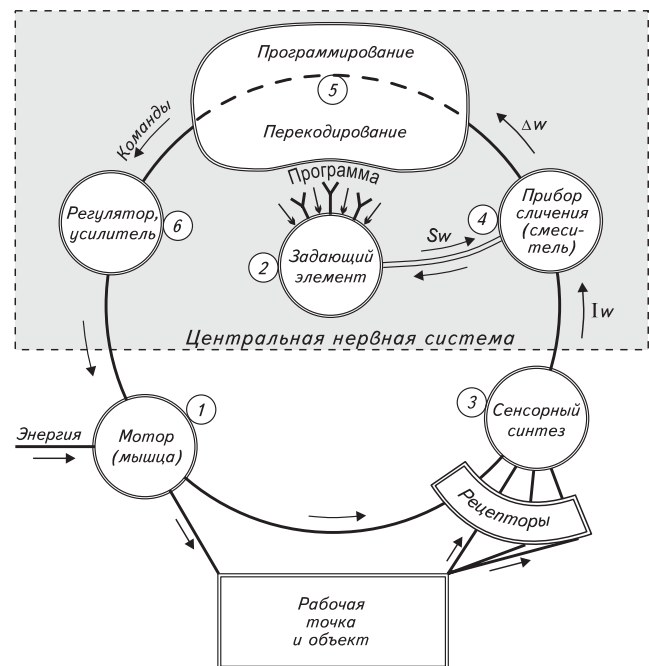 Программирование
5
Перекодирование
Команды
Δw
Программа
Регулятор,
усилитель
6
Прибор
сличения
(смеси-
тель)
4
Sw
Задающий
элемент
2
Iw
Центральная нервная система
1
3
Энергия
Мотор
(мышца)
Сенсорный
синтез
Рецепторы
Рабочая
точка
и объект